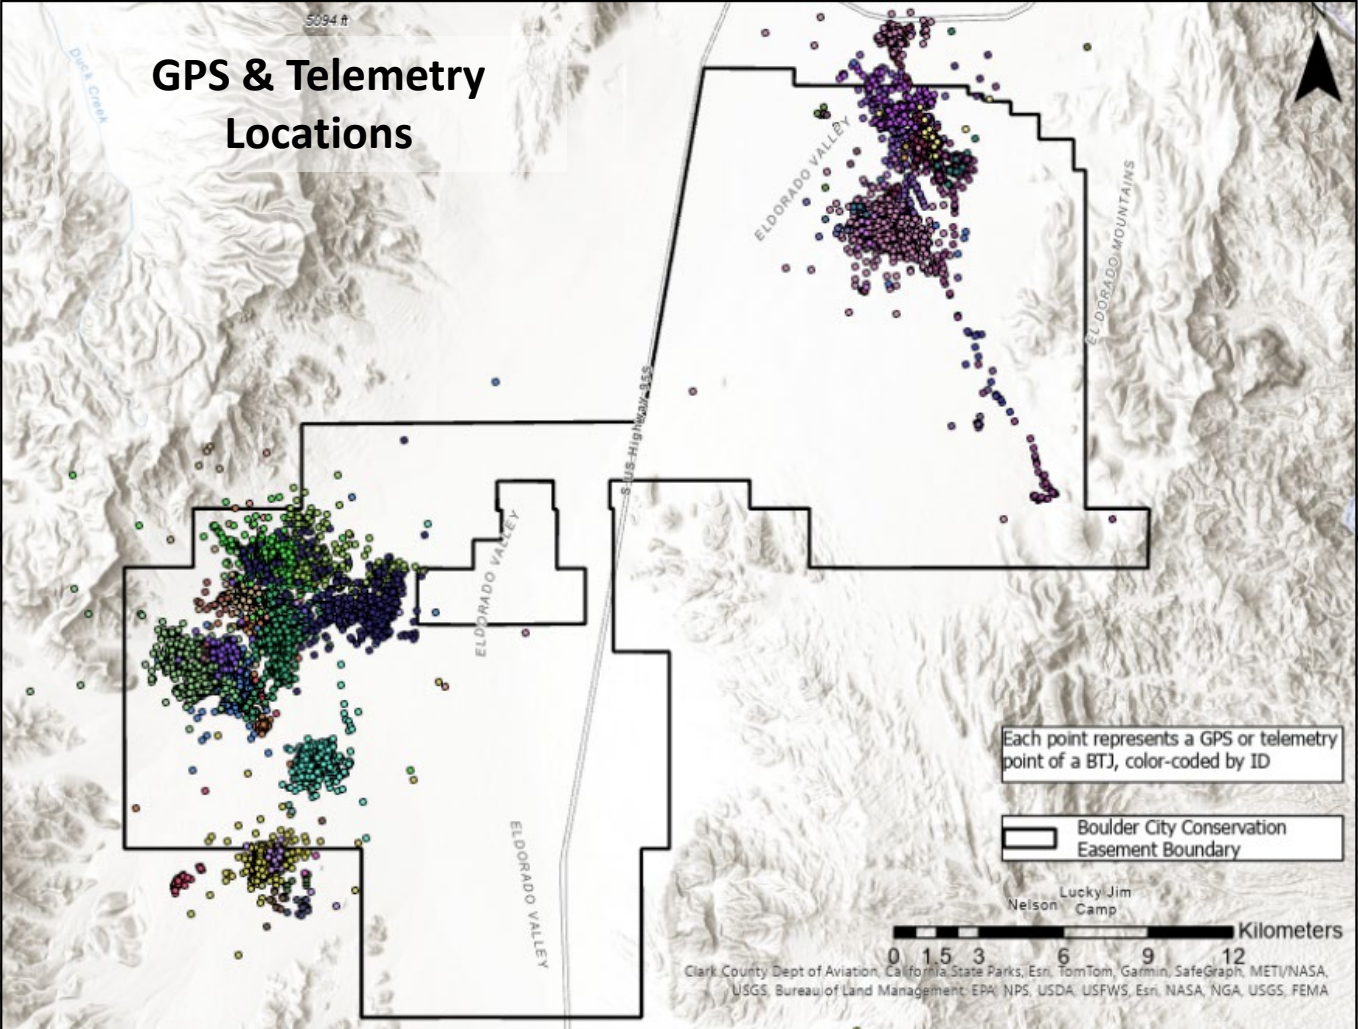 5094 ft
GPS & Telemetry
Locations
Duck Creek
ELDORADO VALLEY
EL DORADO MOUNTAINS
S US Highway 95 S
ELDORADO VALLEY
ELDORADO VALLEY
Each point represents a GPS or telemetry
point of a BTJ, color-coded by ID
Boulder City Conservation
Easement Boundary
Lucky Jim
Nelson Camp
Kilometers
0 1.5 3 6 9 12
Clark County Dept of Aviation, California State Parks, Esri, TomTom, Garmin, SafeGraph, METI/NASA,
USGS, Bureau of Land Management, EPA, NPS, USDA, USFWS, Esri, NASA, NGA, USGS, FEMA